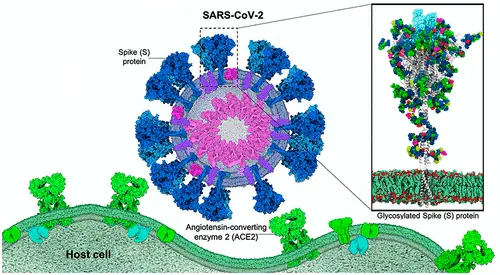 SARS-CoV-2
Spike (S)
protein
Glycosylated Spike (S) protein
Angiotensin-converting
enzyme 2 (ACE2)
Host cell